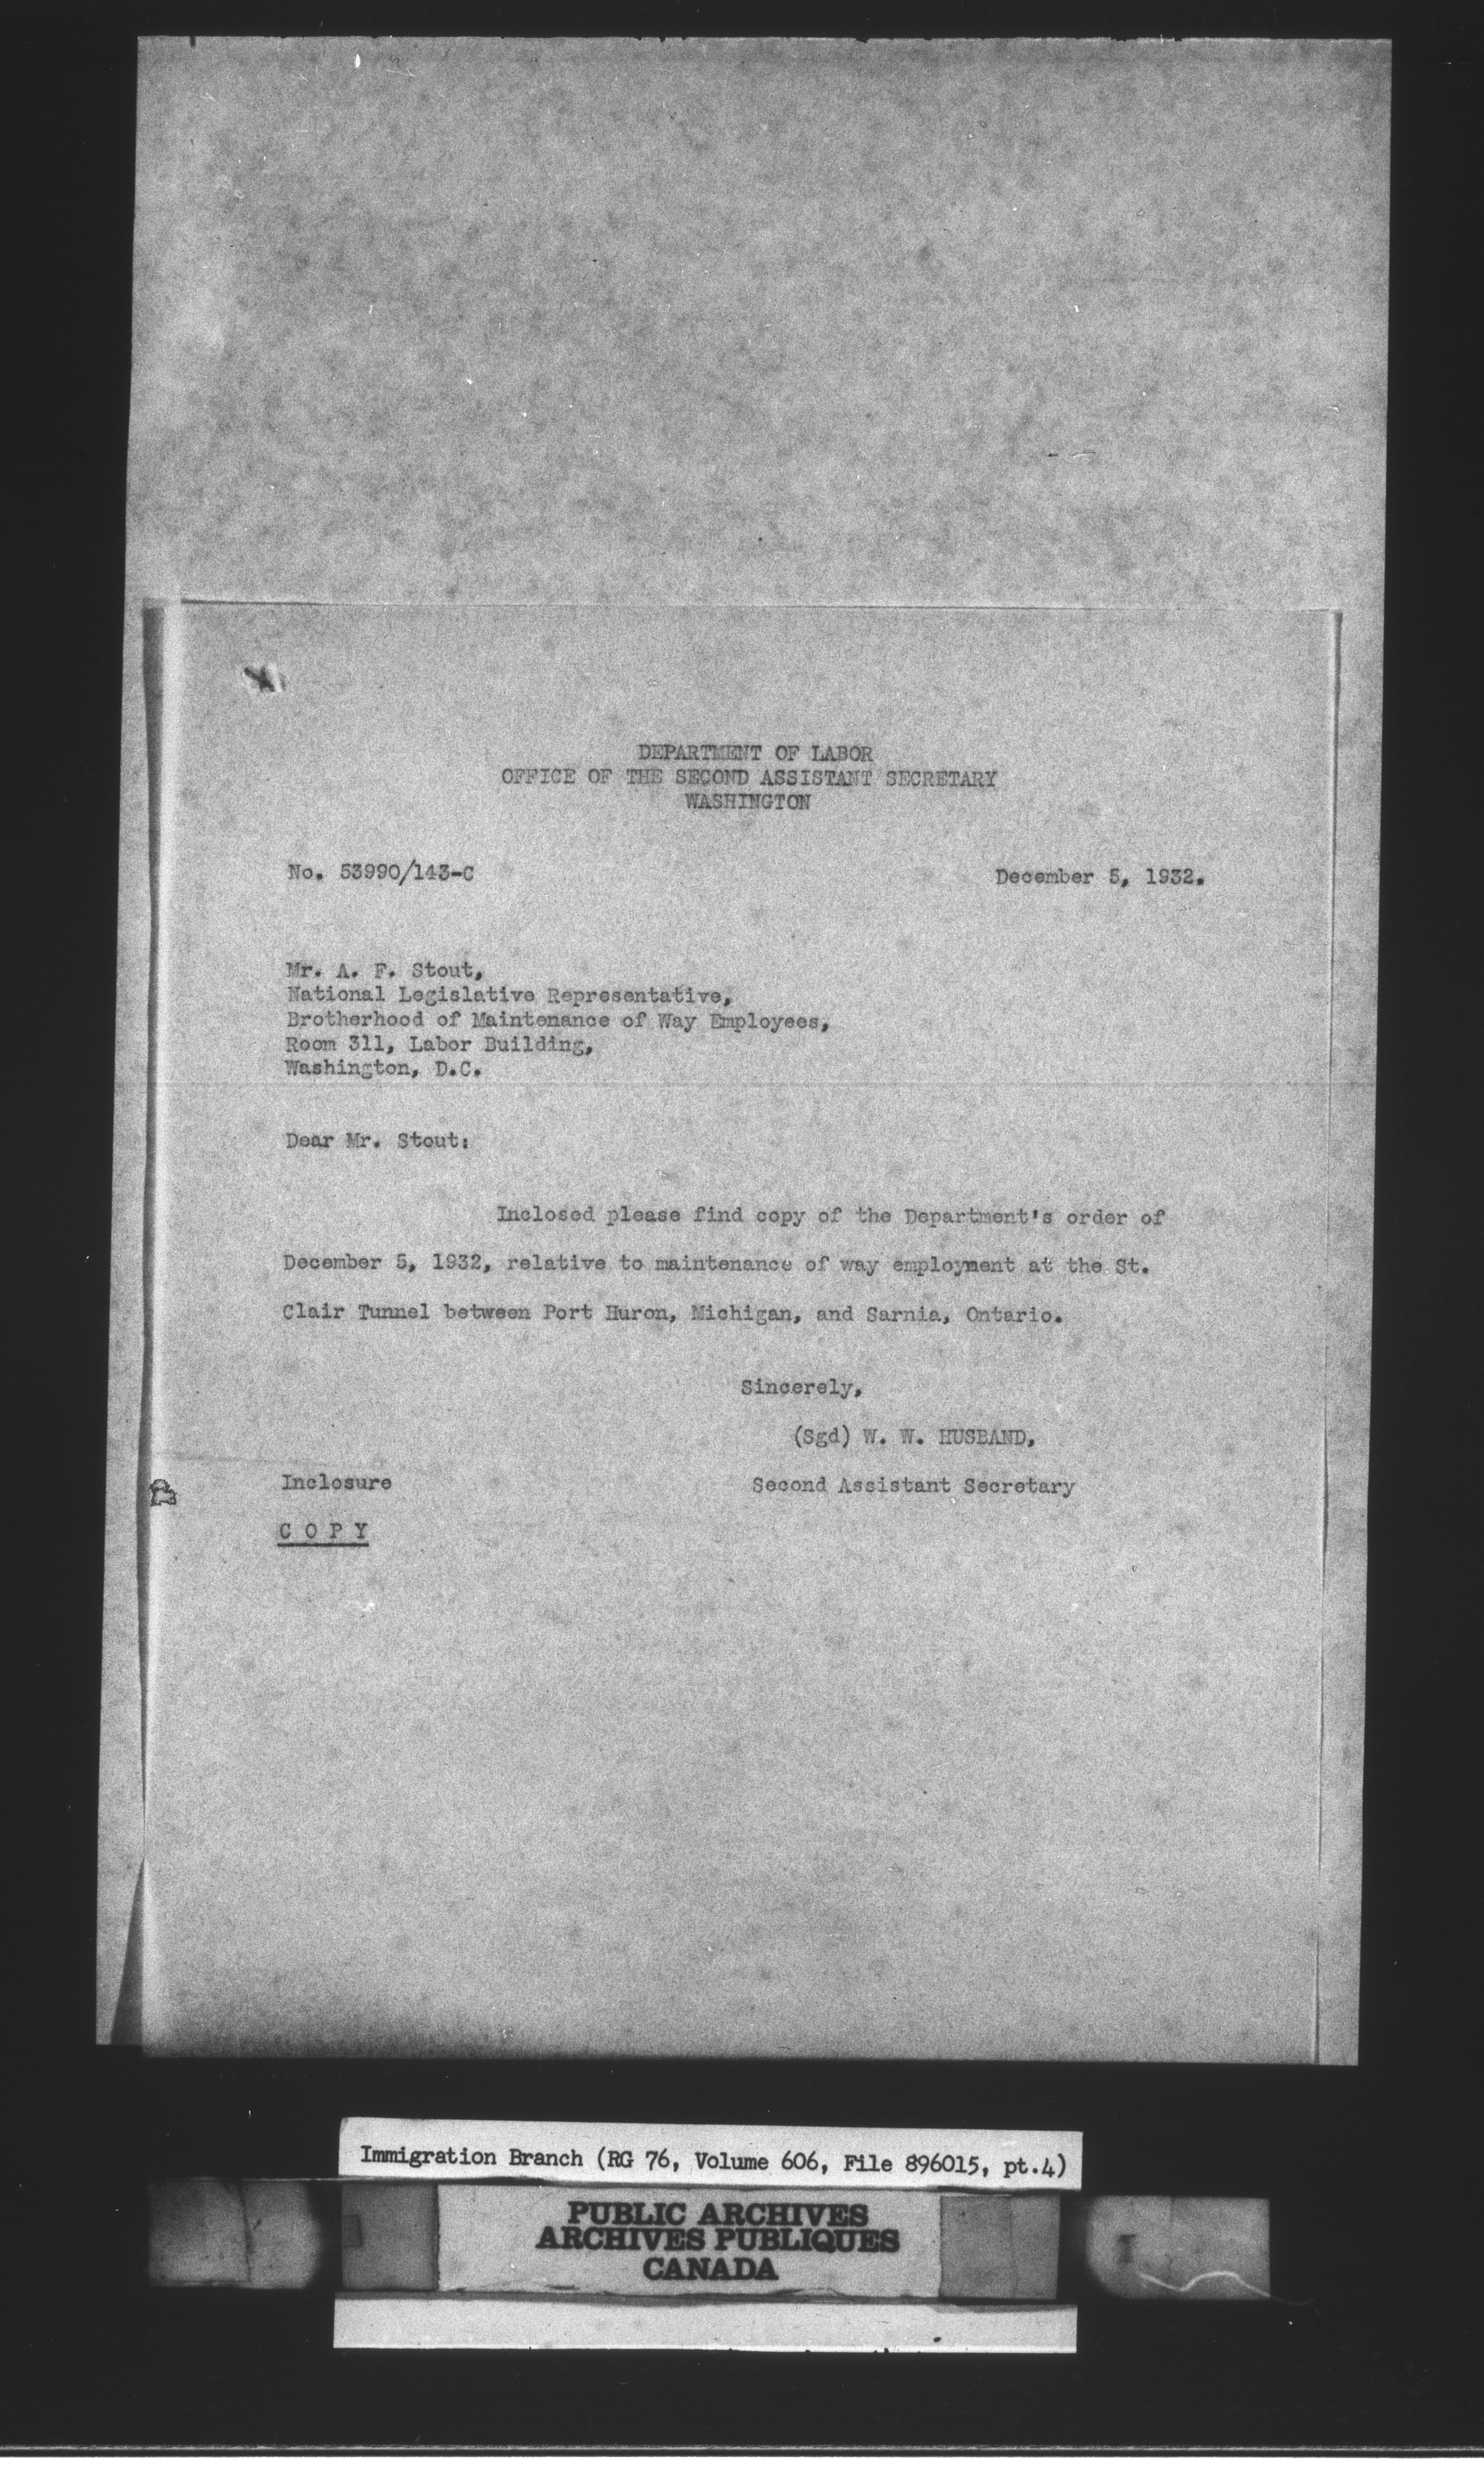 DEPARTMENT OF LABOR
OFFICE OF THE SECOND ASSISTANT SECRETARY
WASHINGTON
No. 53990/143-C
December 5, 1932.
Mr. A. F. Stout,
National Legislative Representative,
Brotherhood of Maintenance of Way Employees,
Room 311, Labor Building,
Washington, D.C.
Dear Mr. Stout:
Inclosed please find copy of the Department's order of
December 5, 1932, relative to maintenance of way employment at the St.
Clair Tunnel between Port Huron, Michigan, and Sarnia, Ontario.
Sincerely,
(Sgd) W. W. HUSBAND,
Inclosure
Second Assistant Secretary
C O P Y
Immigration Branch (RG 76, Volume 606, File 896015, pt.4)
PUBLIC ARCHIVES
ARCHIVES PUBLIQUES
CANADA